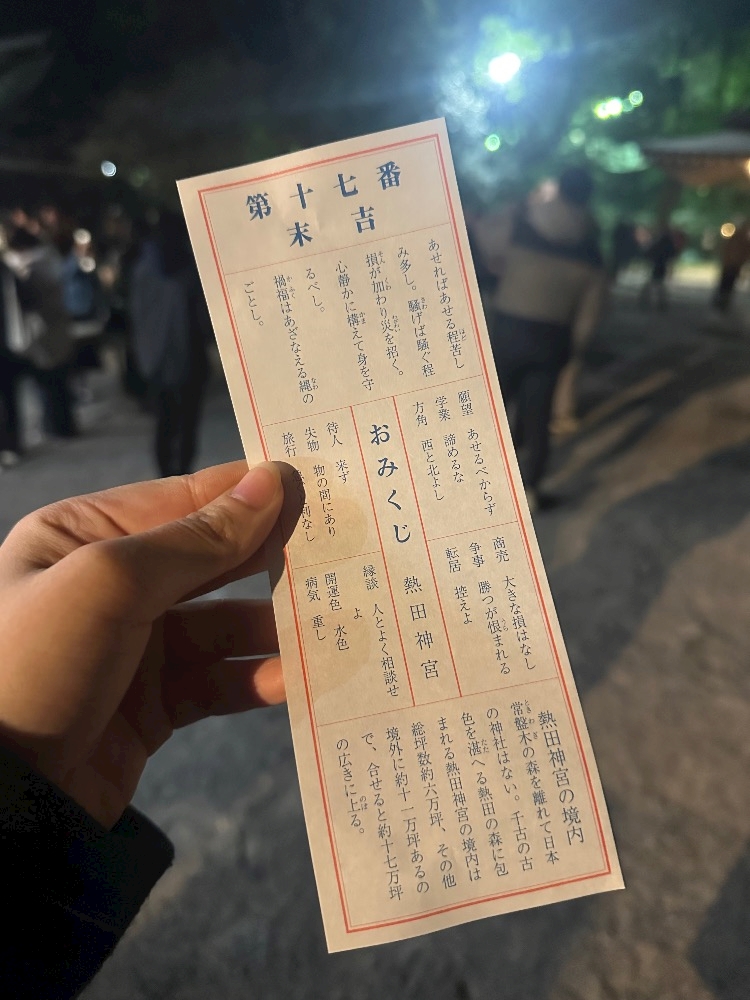 第十七番
末吉
あせればあせる程苦し
み多し。騒げば騒ぐ程
損が加わり災を招く。
心静かに構えて身を守
るべし。
禍福はあざなえる縄の
ごとし。
願望 あせるべからず
学業 諦めるな
方角 西と北よし
商売 大きな損はなし
争事 勝つが恨まれる
転居 控えよ
おみくじ 熱田神宮
待人 来ず
失物 物の間にあり
旅行 利なし
縁談 人とよく相談せ
よ
開運色 水色
病気 重し
熱田神宮の境内
常盤木の森を離れて日本
の神社はない。千古の古
色を湛へる熱田の森に包
まれる熱田神宮の境内は
総坪数約六万坪、その他
境外に約十一万坪あるの
で、合せると約十七万坪
の広きに上る。